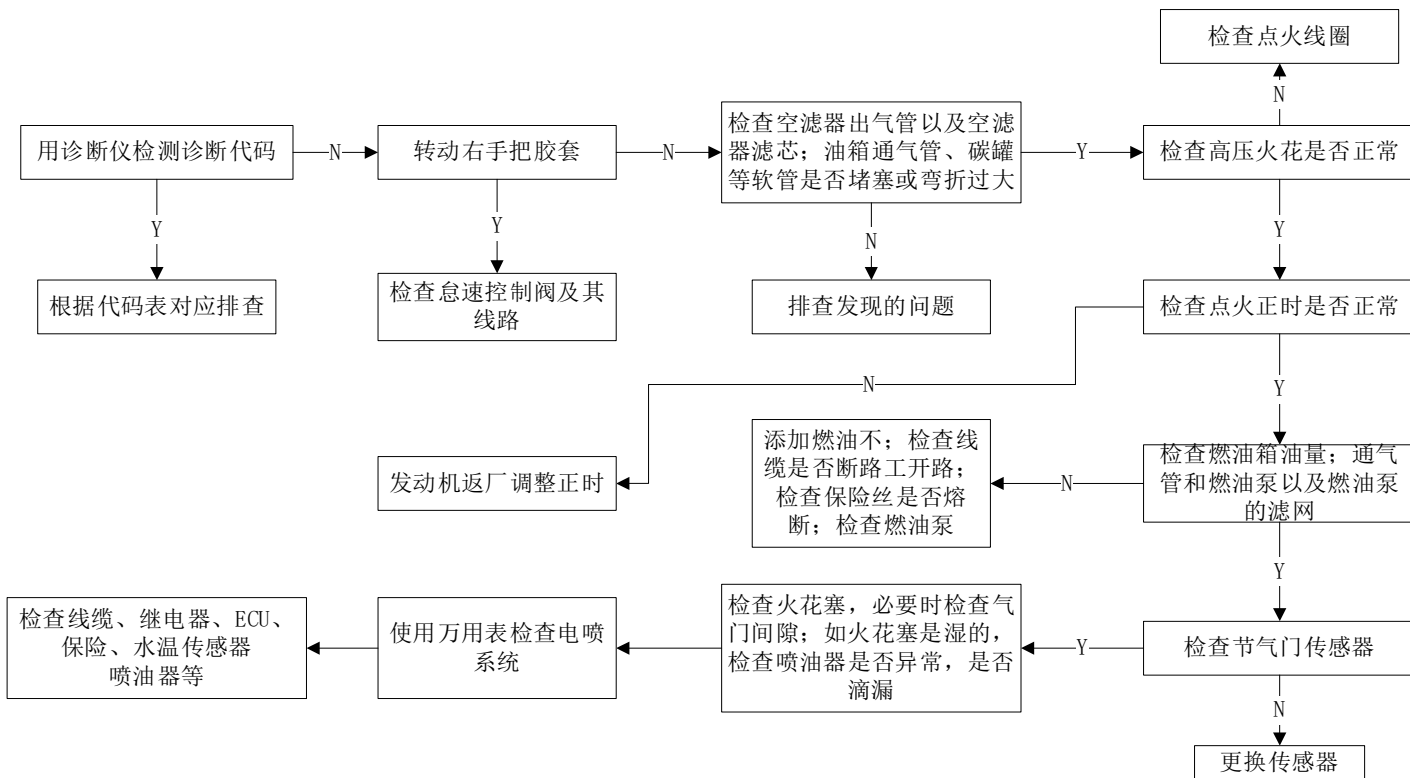 检查点火线圈
N
用诊断仪检测诊断代码
N
转动右手把胶套
N
检查空滤器出气管以及空滤
器滤芯；油箱通气管、碳罐
等软管是否堵塞或弯折过大
Y
检查高压火花是否正常
Y
Y
N
Y
根据代码表对应排查
检查怠速控制阀及其
线路
排查发现的问题
检查点火正时是否正常
N
Y
发动机返厂调整正时
添加燃油不；检查线
缆是否断路工开路；
检查保险丝是否熔
断；检查燃油泵
N
检查燃油箱油量；通气
管和燃油泵以及燃油泵
的滤网
Y
检查线缆、继电器、ECU、
保险、水温传感器
喷油器等
使用万用表检查电喷
系统
检查火花塞，必要时检查气
门间隙；如火花塞是湿的，
检查喷油器是否异常，是否
滴漏
Y
检查节气门传感器
N
更换传感器